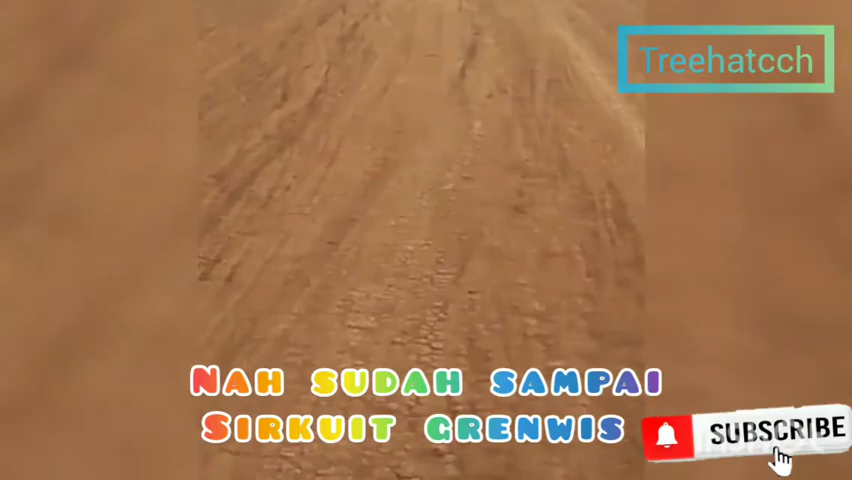 Treehatcch
NAH SUDAH SAMPAI
SIRKUIT GRENWIS
SUBSCRIBE